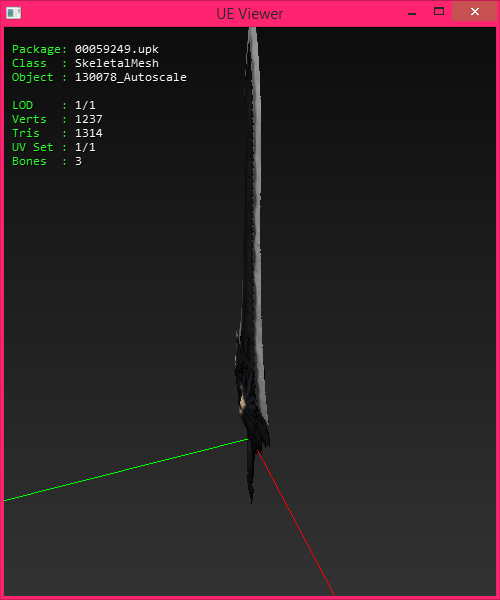 UE Viewer
Package: 00059249.upk
Class  : SkeletalMesh
Object : 130078_Autoscale
LOD    : 1/1
Verts  : 1237
Tris   : 1314
UV Set : 1/1
Bones  : 3